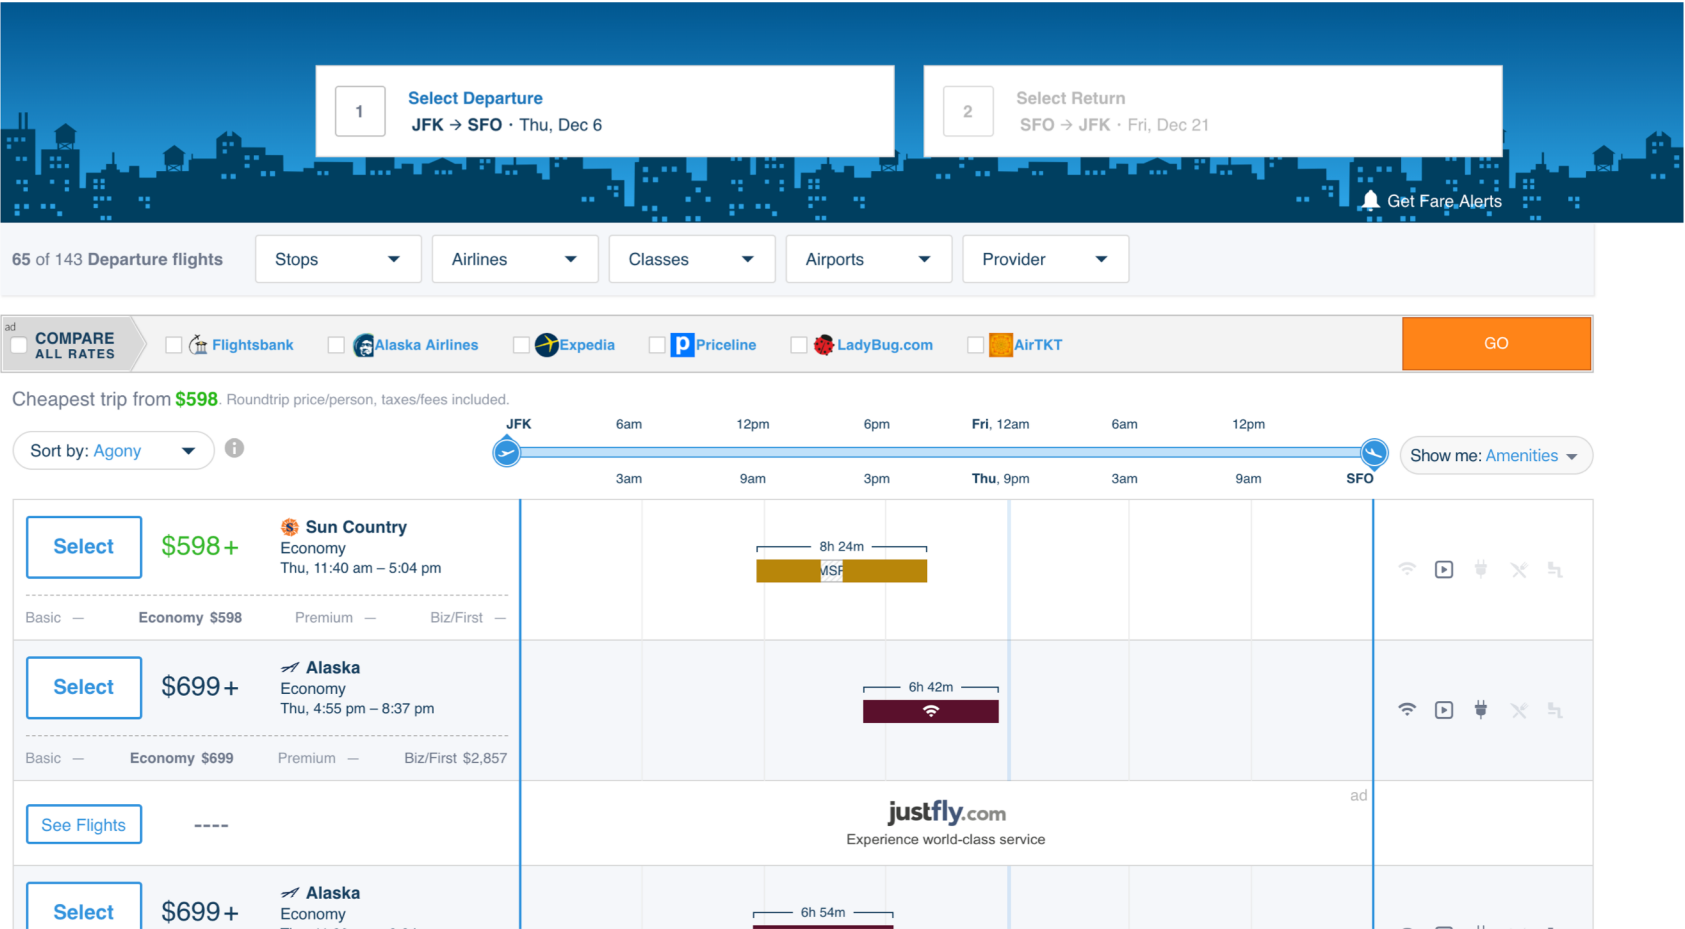 1
Select Departure
JFK → SFO · Thu, Dec 6
2
Select Return
SFO → JFK · Fri, Dec 21
Get Fare Alerts
65 of 143 Departure flights
Stops
Airlines
Classes
Airports
Provider
ad
COMPARE
ALL RATES
Flightsbank
Alaska Airlines
Expedia
Priceline
LadyBug.com
AirTKT
GO
Cheapest trip from $598. Roundtrip price/person, taxes/fees included.
JFK 6am 12pm 6pm Fri, 12am 6am 12pm
Sort by: Agony
i
Show me: Amenities
3am 9am 3pm Thu, 9pm 3am 9am SFO
Select
$598+
S Sun Country
Economy
Thu, 11:40 am – 5:04 pm
8h 24m
MSP
Basic — Economy $598 Premium — Biz/First —
Select
$699+
Alaska
Economy
Thu, 4:55 pm – 8:37 pm
6h 42m
Basic — Economy $699 Premium — Biz/First $2,857
See Flights
----
justfly.com
Experience world-class service
ad
Select
$699+
Alaska
Economy
6h 54m